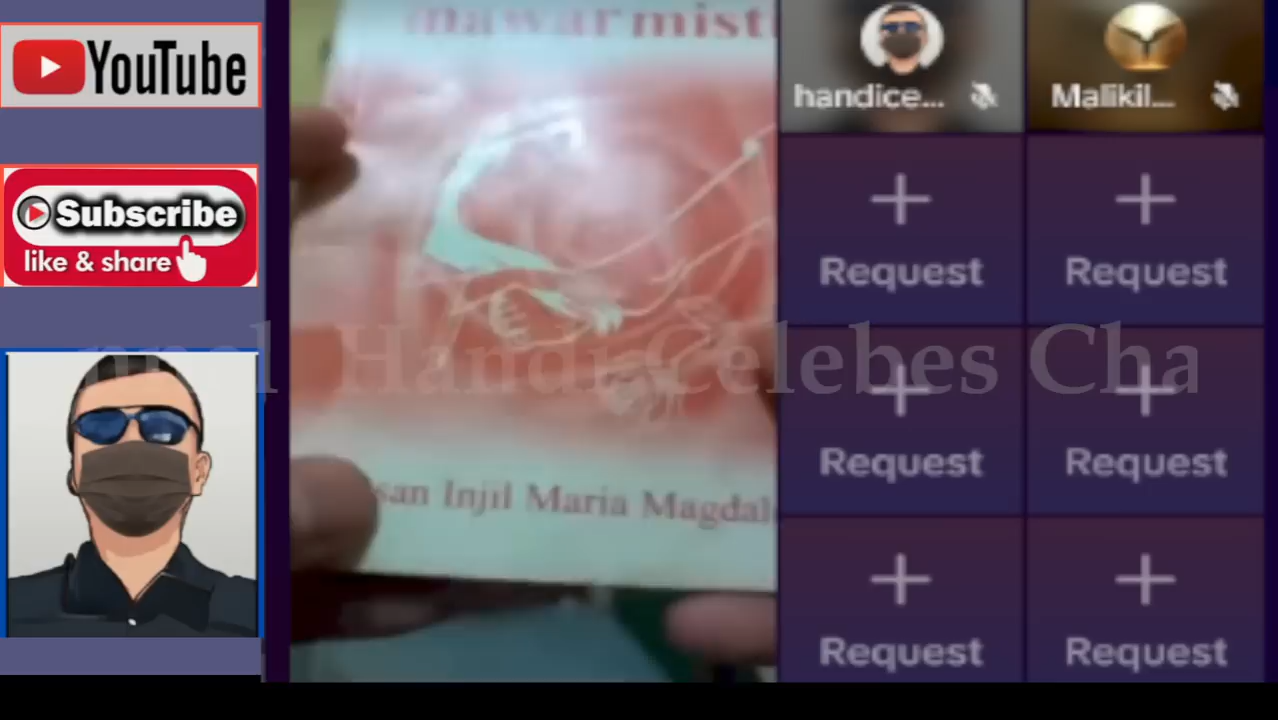 YouTube
Subscribe
like & share
mawar mist
san Injil Maria Magdal
handice...
Malikil...
Request
Request
Request
Request
Request
Request
nnel Handi Celebes Cha